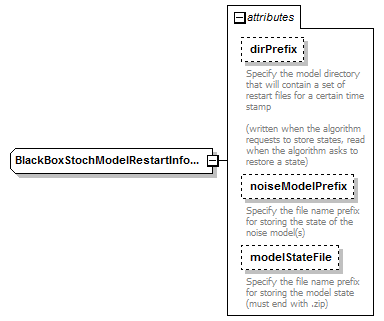 attributes
dirPrefix
Specify the model directory
that will contain a set of
restart files for a certain time
stamp
(written when the algorithm
requests to store states, read
when the algorithm asks to
restore a state)
BlackBoxStochModelRestartInfo...
noiseModelPrefix
Specify the file name prefix
for storing the state of the
noise model(s)
modelStateFile
Specify the file name prefix
for storing the model state
(must end with .zip)